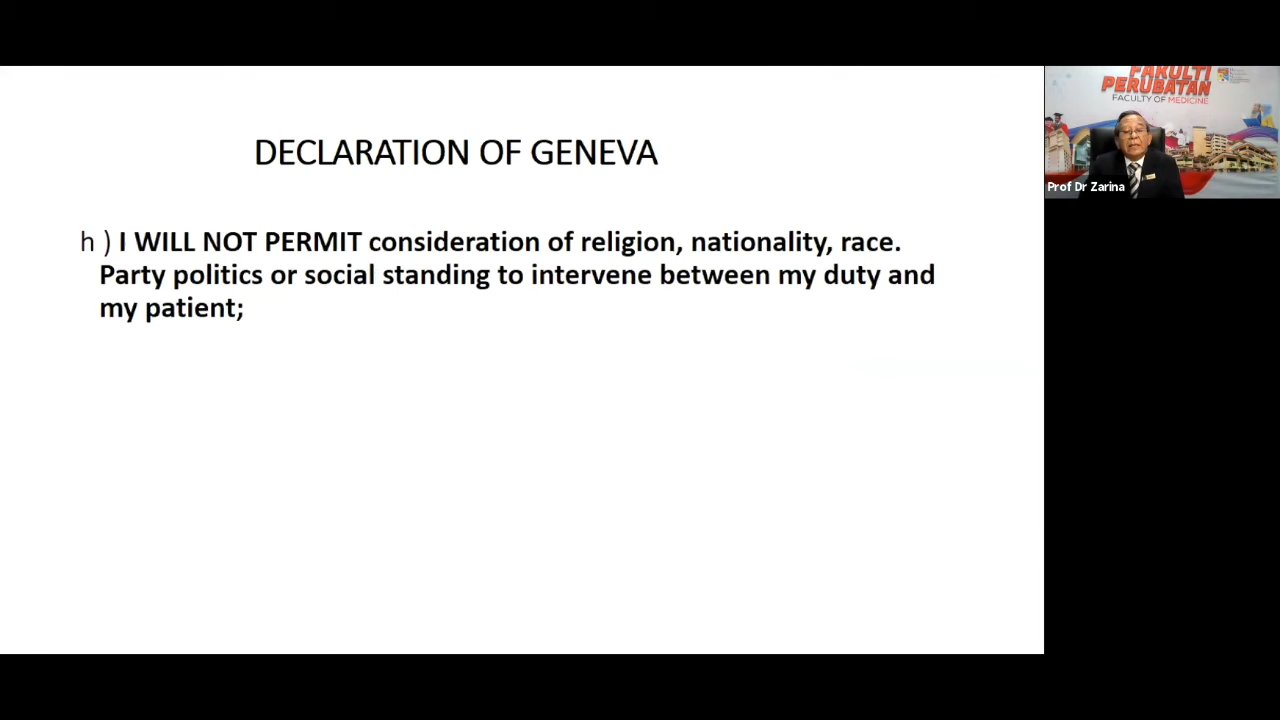 DECLARATION OF GENEVA
h ) I WILL NOT PERMIT consideration of religion, nationality, race.
Party politics or social standing to intervene between my duty and
my patient;
FAKULTI
PERUBATAN
FACULTY OF MEDICINE
Prof Dr Zarina